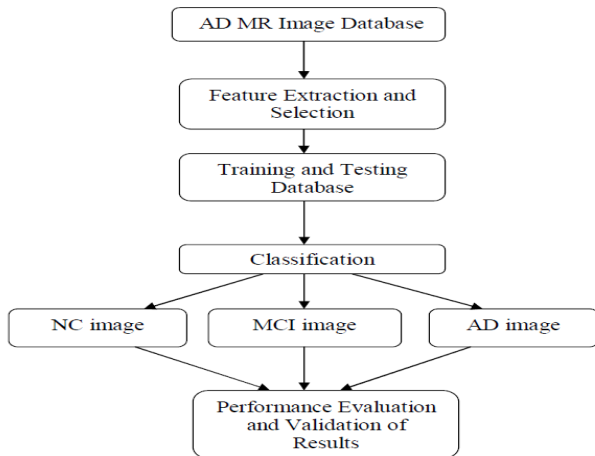 AD MR Image Database
Feature Extraction and
Selection
Training and Testing
Database
Classification
NC image
MCI image
AD image
Performance Evaluation
and Validation of
Results